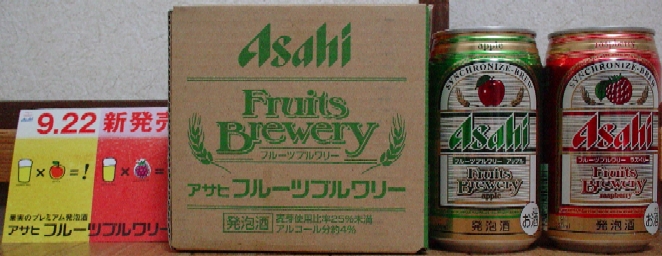 9.22 新発売
×
=!
×
=
果実のプレミアム発泡酒
アサヒ フルーツブルワリー
Asahi
Fruits
Brewery
フルーツブルワリー
アサヒ フルーツブルワリー
発泡酒
麦芽使用比率25%未満
アルコール分約4%
apple
SYNCHRONIZE-BREW
Asahi
フルーツブルワリー アップル
Fruits
Brewery
apple
発泡酒
お酒
raspberry
SYNCHRONIZE-BREW
Asahi
フルーツブルワリー ラズベリー
Fruits
Brewery
raspberry
発泡酒
お酒